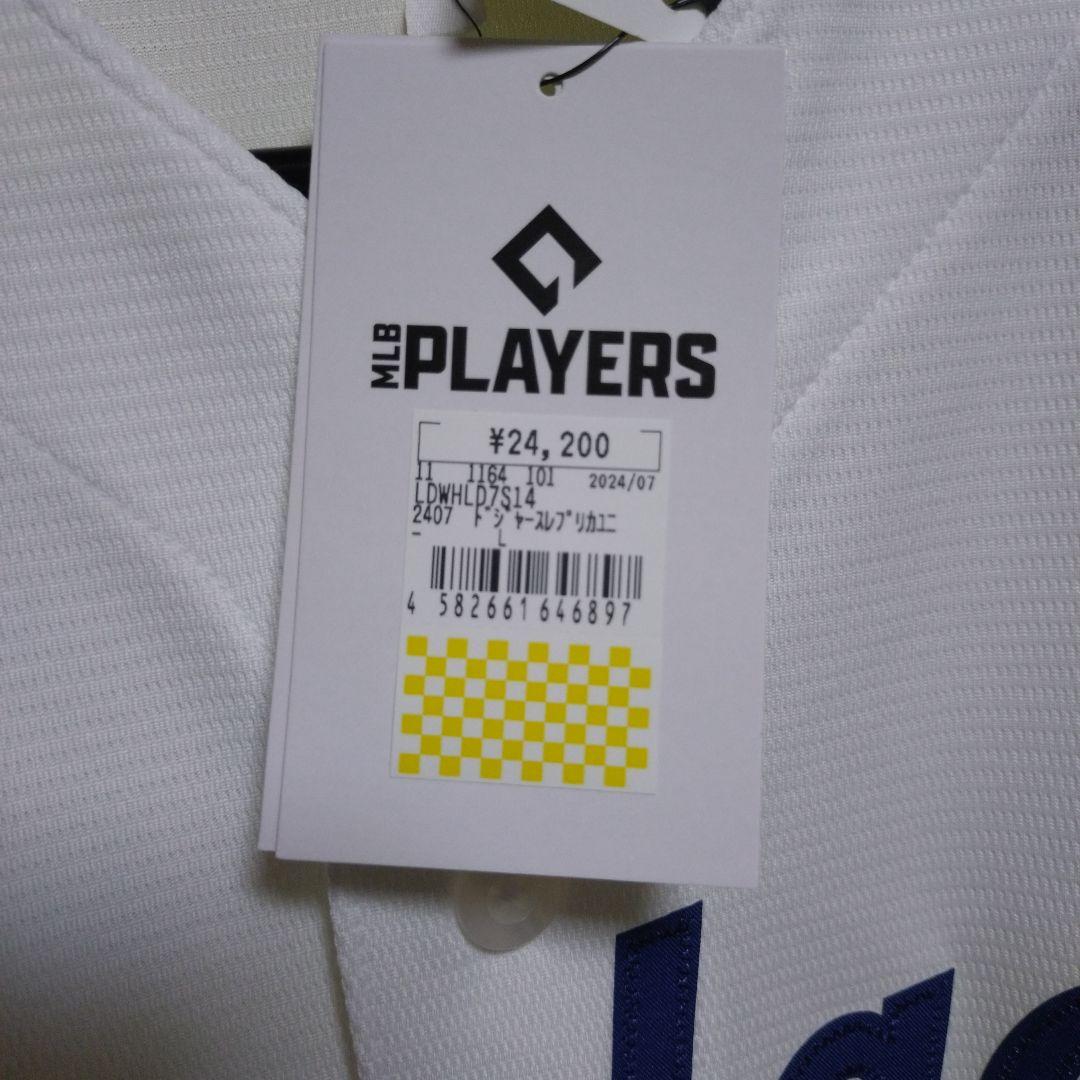 MLB PLAYERS
¥24,200
11 1164 101 2024/07
LDWHLD7S14
2407 ﾄﾞｼﾞｬｰｽﾚﾌﾟﾘｶﾕﾆ
- L
4 582661 646897